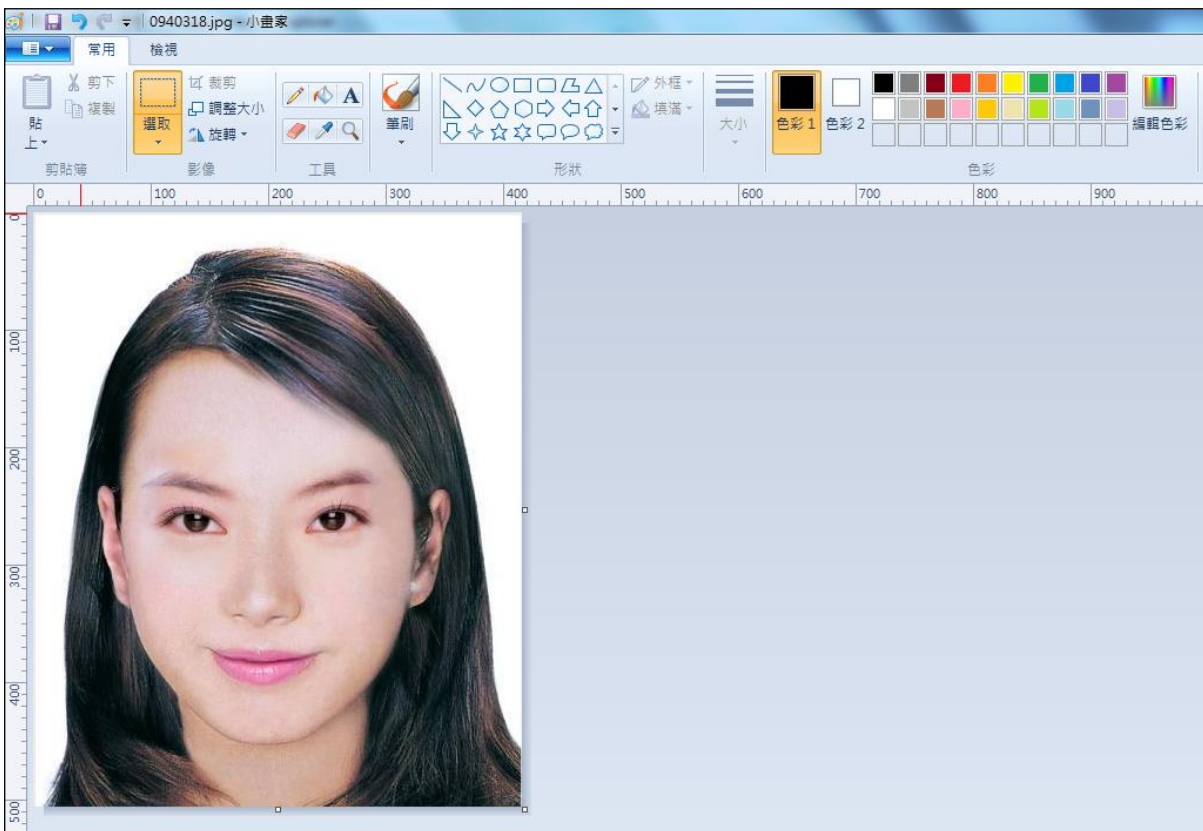 0940318.jpg - 小畫家
常用 檢視
剪下 裁剪 外框
複製 調整大小 A 填滿
貼上 選取 旋轉 筆刷 大小 色彩 1 色彩 2 編輯色彩
剪貼簿 影像 工具 形狀 色彩
0 100 200 300 400 500 600 700 800 900
0
100
200
300
400
500